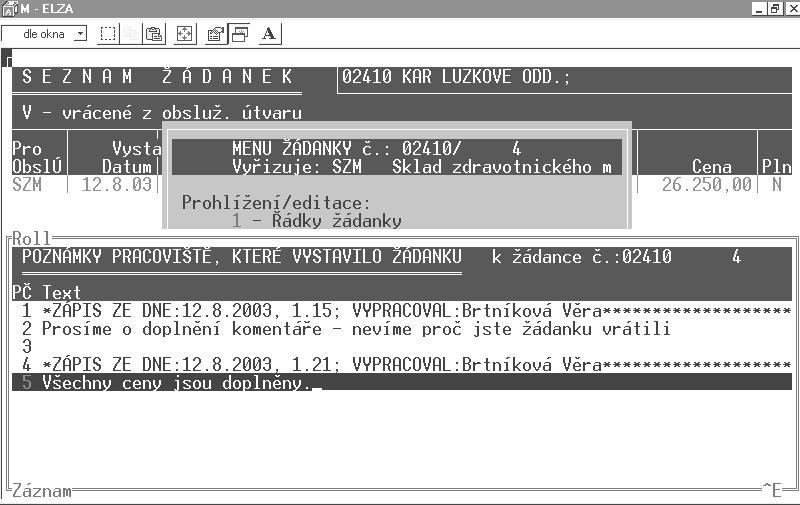 M - ELZA
dle okna
A
S E Z N A M   Ž Á D A N E K   02410 KAR LUZKOVE ODD.;
V - vrácené z obsluž. útvaru
Pro   Vysta   MENU ŽÁDANKY č.: 02410/   4
ObslÚ   Datum   Vyřizuje: SZM   Sklad zdravotnického m   Cena   Pln
SZM   12.8.03   26.250,00   N
Prohlížení/editace:
1 - Řádky žádanky
Roll
POZNÁMKY PRACOVIŠTĚ, KTERÉ VYSTAVILO ŽÁDANKU   k žádance č.:02410   4
PČ Text
1 *ZÁPIS ZE DNE:12.8.2003, 1.15; VYPRACOVAL:Brtníková Věra*******************
2 Prosíme o doplnění komentáře - nevíme proč jste žádanku vrátili
3
4 *ZÁPIS ZE DNE:12.8.2003, 1.21; VYPRACOVAL:Brtníková Věra*******************
5 Všechny ceny jsou doplněny._
Záznam   ^E